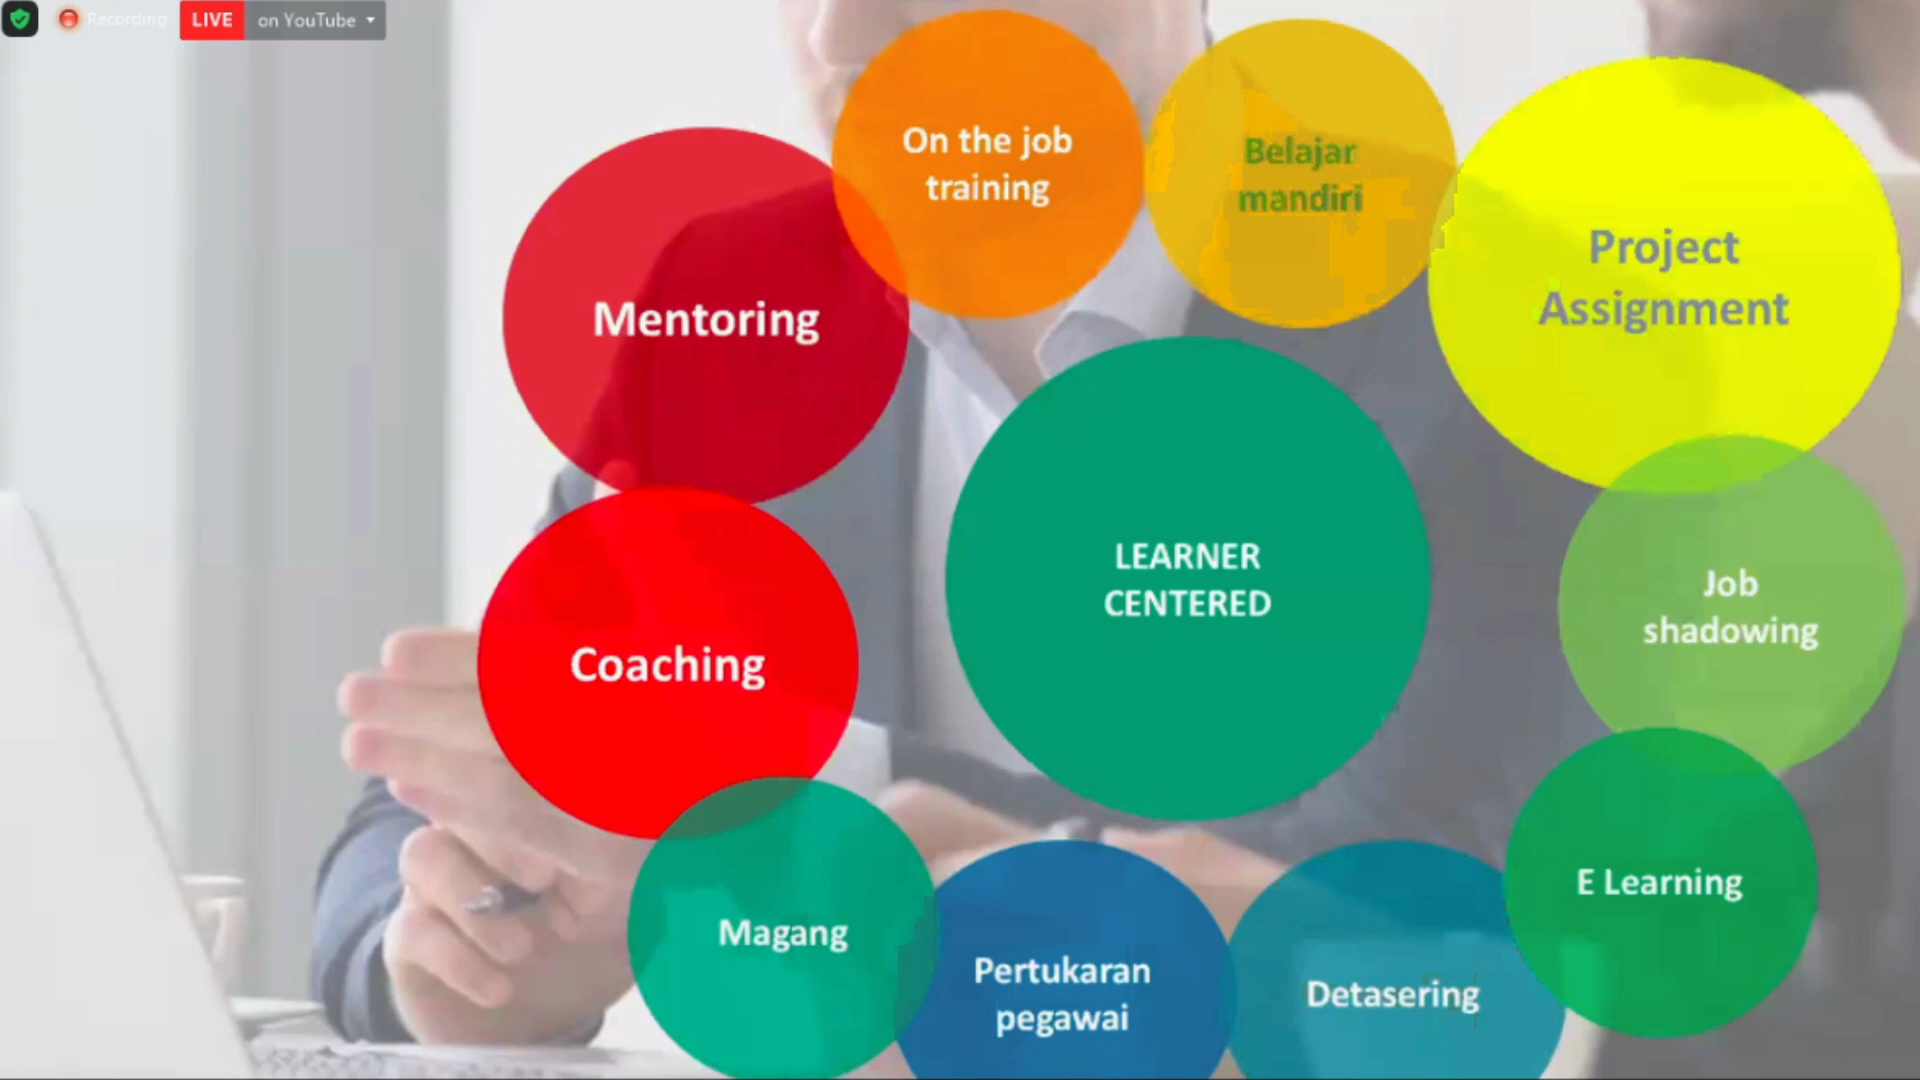 Recording
LIVE on YouTube
On the job
training
Belajar
mandiri
Project
Assignment
Mentoring
LEARNER
CENTERED
Job
shadowing
Coaching
E Learning
Magang
Pertukaran
pegawai
Detasering